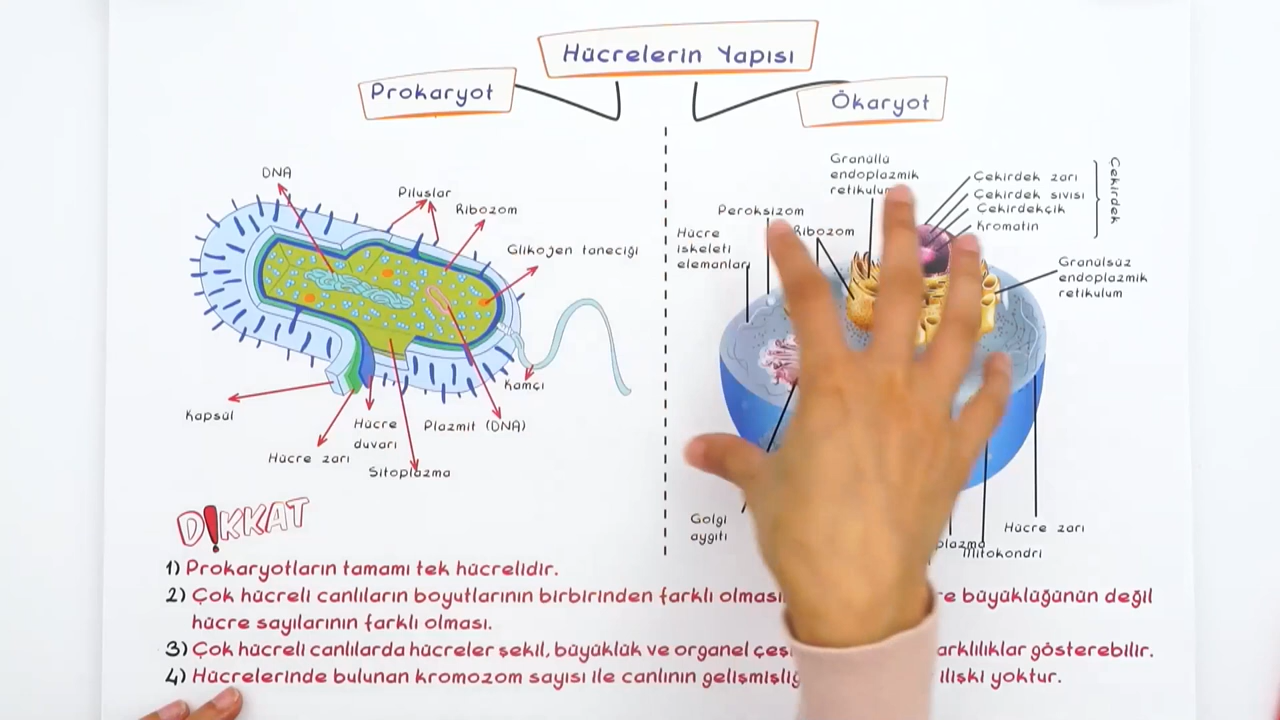 Hücrelerin Yapısı
Prokaryot
Ökaryot
DNA
Piluslar
Ribozom
Glikojen taneciği
Kamçı
Kapsül
Hücre zarı
Hücre
duvarı
Sitoplazma
Plazmit (DNA)
Granüllü
endoplazmik
retikulum
Çekirdek zarı
Çekirdek sıvısı
Çekirdekçik
Kromatin
Çekirdek
Peroksizom
Hücre
iskeleti
elemanları
Ribozom
Granülsüz
endoplazmik
retikulum
Golgi
aygıtı
Hücre zarı
Mitokondri
DİKKAT
1) Prokaryotların tamamı tek hücrelidir.
2) Çok hücreli canlıların boyutlarının birbirinden farklı büyüklüğünün değil
hücre sayılarının farklı olması.
3) Çok hücreli canlılarda hücreler şekil, büyüklük ve organel gösterebilir.
4) Hücrelerinde bulunan kromozom sayısı ile canlının ilişki yoktur.